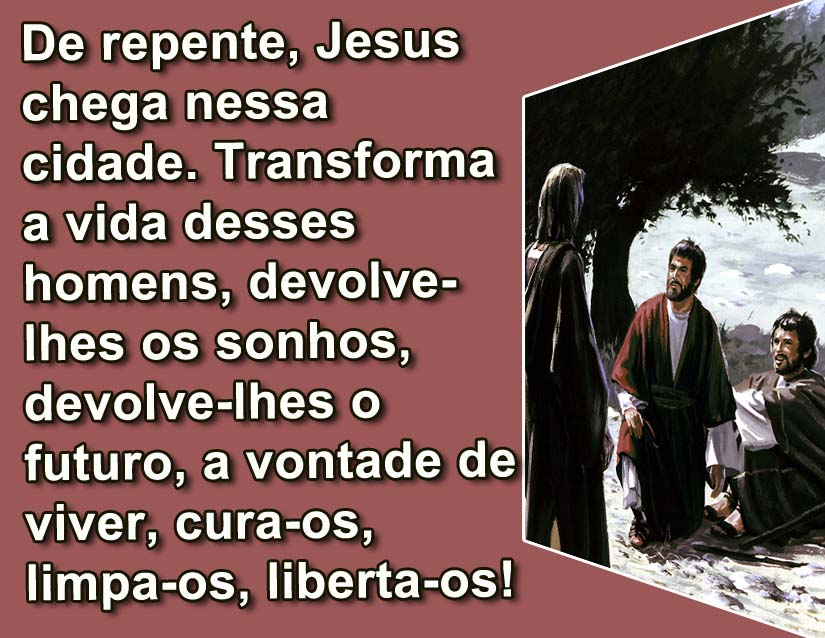 De repente, Jesus
chega nessa
cidade. Transforma
a vida desses
homens, devolve-
lhes os sonhos,
devolve-lhes o
futuro, a vontade de
viver, cura-os,
limpa-os, liberta-os!